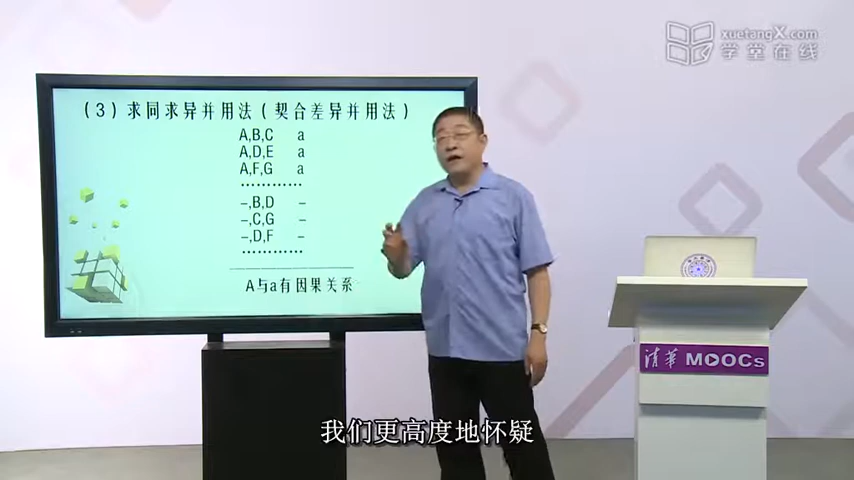 xuetangX.com
学堂在线
（3）求同求异并用法（契合差异并用法）
A,B,C a
A,D,E a
A,F,G a
…………
–,B,D –
–,C,G –
–,D,F –
…………
A与a有因果关系
清华 MOOCs
我们更高度地怀疑